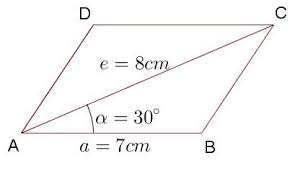 D C
e = 8cm
α = 30°
A B
a = 7cm